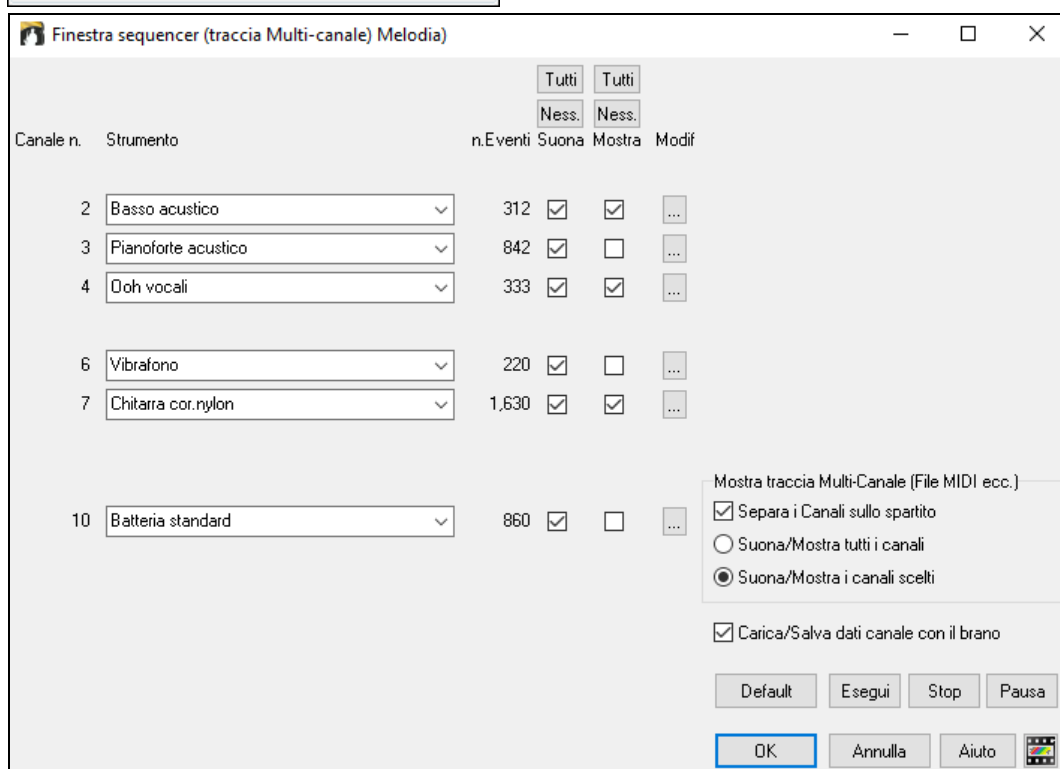 Finestra sequencer (traccia Multi-canale) Melodia)
Tutti Tutti
Ness. Ness.
Canale n. Strumento n.Eventi Suona Mostra Modif
2 Basso acustico 312 ...
3 Pianoforte acustico 842 ...
4 Ooh vocali 333 ...
6 Vibrafono 220 ...
7 Chitarra cor.nylon 1,630 ...
10 Batteria standard 860 ...
Mostra traccia Multi-Canale (File MIDI ecc.)
Separa i Canali sullo spartito
Suona/Mostra tutti i canali
Suona/Mostra i canali scelti
Carica/Salva dati canale con il brano
Default Esegui Stop Pausa
OK Annulla Aiuto